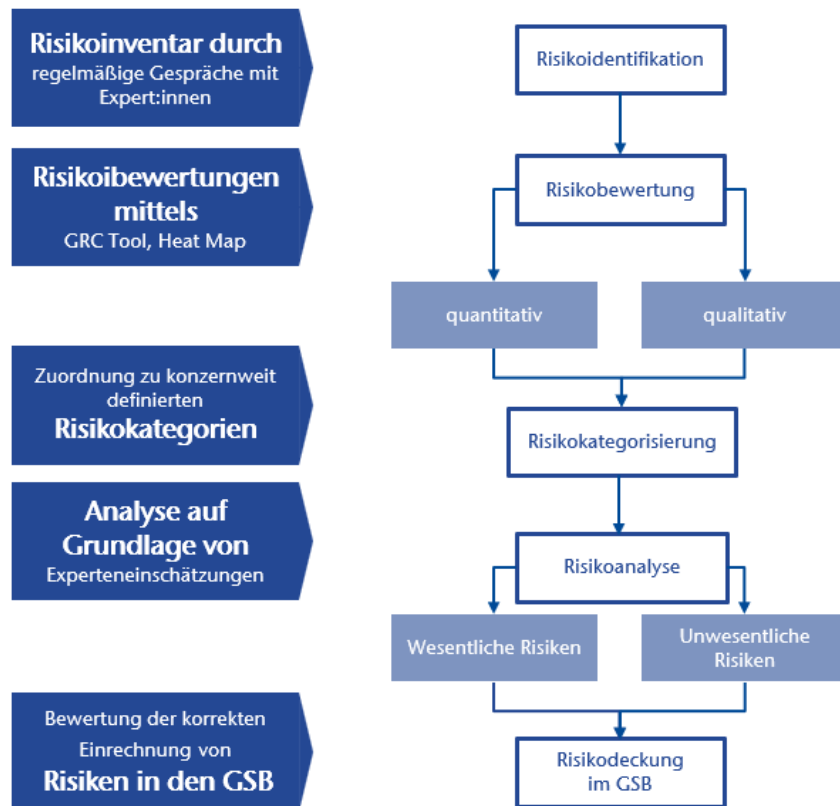 Risikoinventar durch
regelmäßige Gespräche mit
Expert:innen
Risikoidentifikation
Risikoibewertungen
mittels
GRC Tool, Heat Map
Risikobewertung
quantitativ
qualitativ
Zuordnung zu konzernweit
definierten
Risikokategorien
Risikokategorisierung
Analyse auf
Grundlage von
Experteneinschätzungen
Risikoanalyse
Wesentliche Risiken
Unwesentliche
Risiken
Bewertung der korrekten
Einrechnung von
Risiken in den GSB
Risikodeckung
im GSB